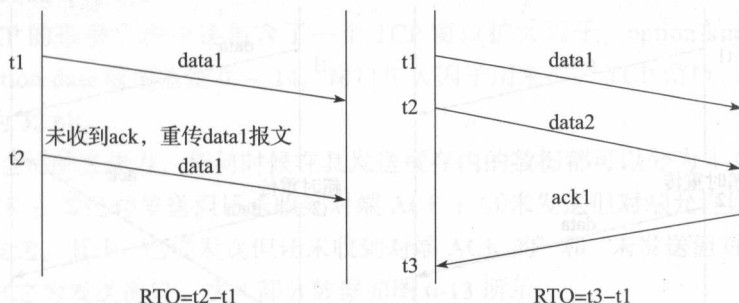 t1
data1
未收到ack，重传data1报文
t2
data1
RTO=t2-t1
t1
data1
t2
data2
ack1
t3
RTO=t3-t1